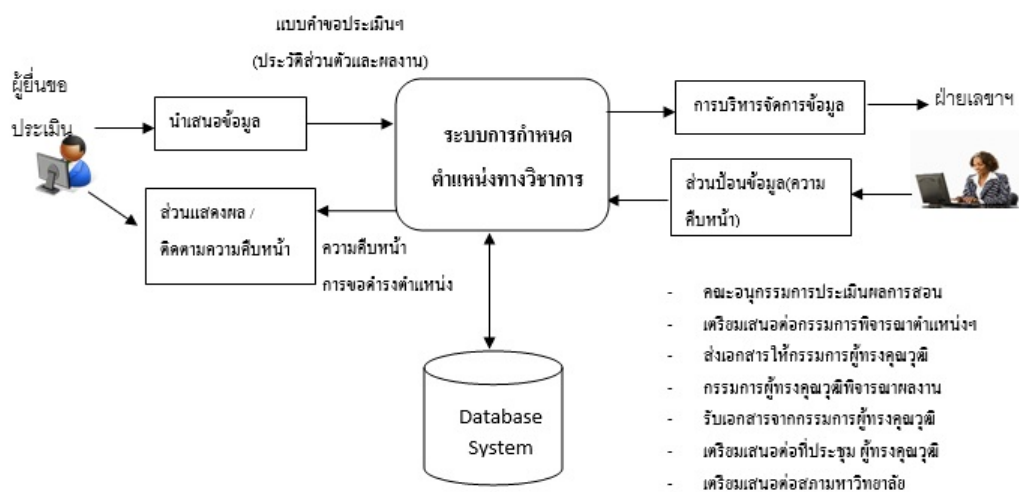 แบบคำขอประเมินฯ
(ประวัติส่วนตัวและผลงาน)
ผู้ยื่นขอ
ประเมิน
นำเสนอข้อมูล
ระบบการกำหนด
ตำแหน่งทางวิชาการ
การบริหารจัดการข้อมูล
ฝ่ายเลขาฯ
ส่วนแสดงผล /
ติดตามความคืบหน้า
ความคืบหน้า
การขอดำรงตำแหน่ง
ส่วนป้อนข้อมูล(ความ
คืบหน้า)
Database
System
- คณะอนุกรรมการประเมินผลการสอน
- เตรียมเสนอต่อกรรมการพิจารณาตำแหน่งฯ
- ส่งเอกสารให้กรรมการผู้ทรงคุณวุฒิ
- กรรมการผู้ทรงคุณวุฒิพิจารณาผลงาน
- รับเอกสารจากกรรมการผู้ทรงคุณวุฒิ
- เตรียมเสนอต่อที่ประชุม ผู้ทรงคุณวุฒิ
- เตรียมเสนอต่อสภามหาวิทยาลัย